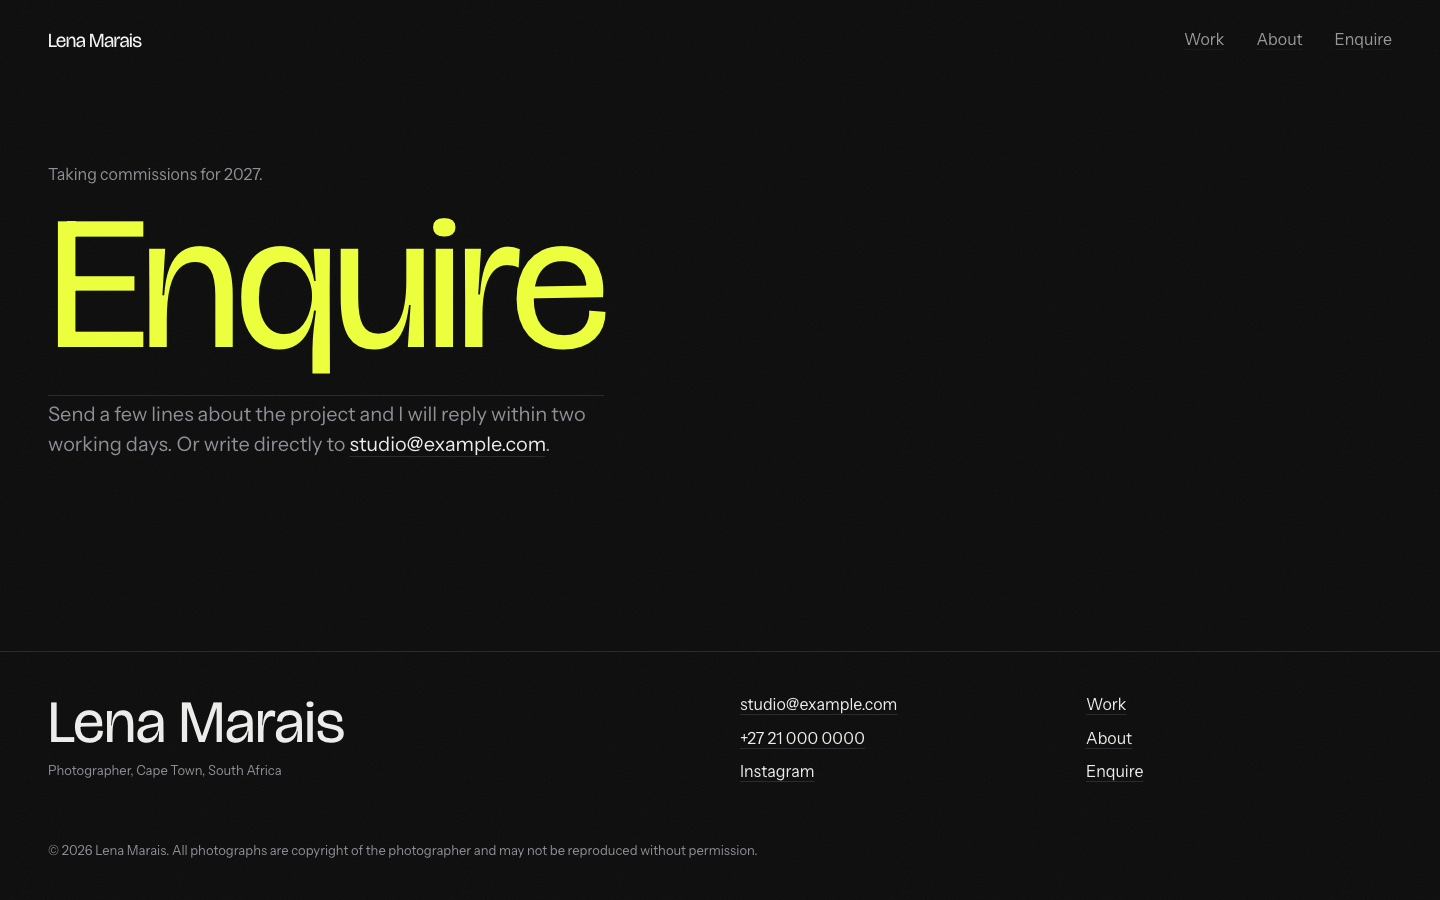 Lena Marais
Work
About
Enquire
Taking commissions for 2027.
Enquire
Send a few lines about the project and I will reply within two
working days. Or write directly to studio@example.com.
Lena Marais
Photographer, Cape Town, South Africa
studio@example.com
+27 21 000 0000
Instagram
Work
About
Enquire
© 2026 Lena Marais. All photographs are copyright of the photographer and may not be reproduced without permission.